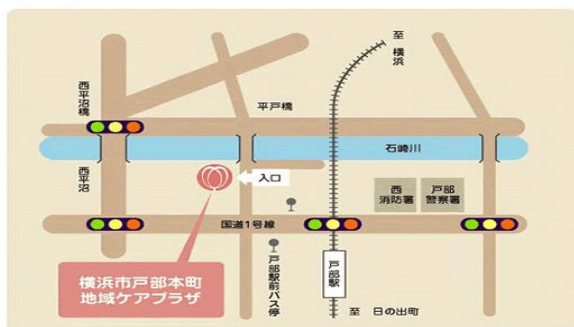 至
横浜
西平沼橋
平戸橋
石崎川
西平沼
入口
西
消防署
戸部
警察署
国道1号線
横浜市戸部本町
地域ケアプラザ
戸部駅前バス停
戸部駅
至 日の出町